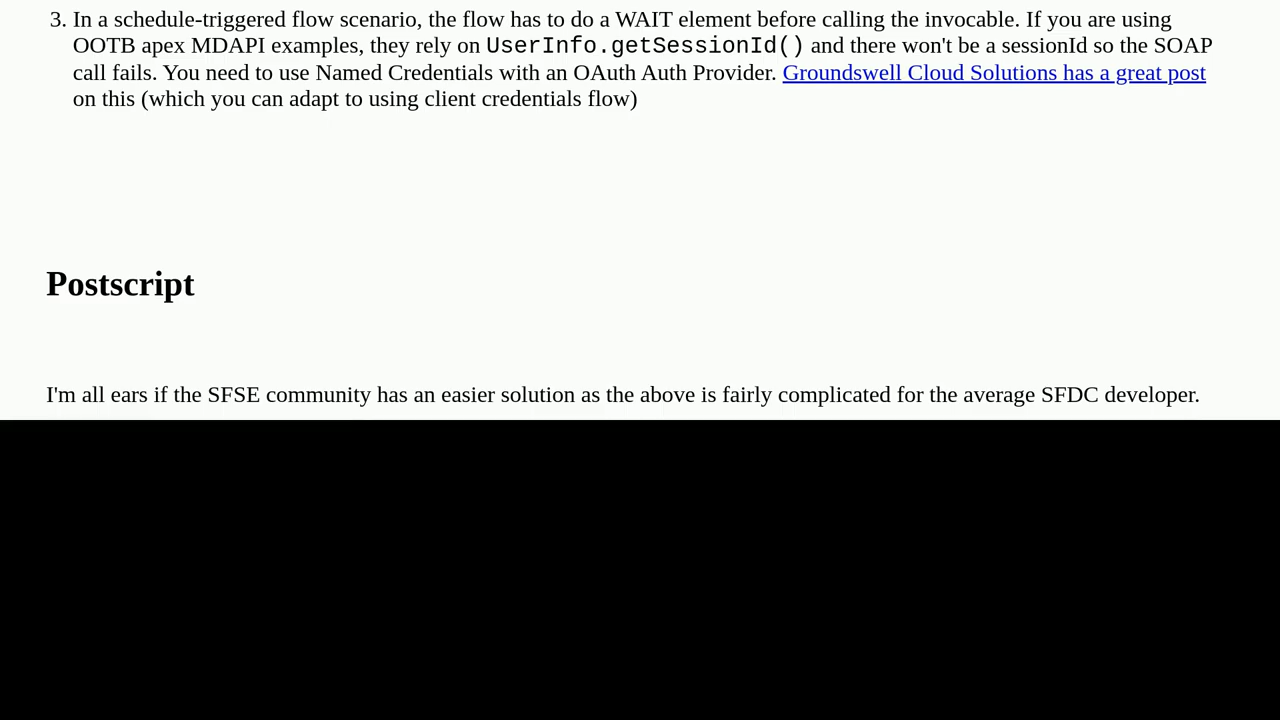 3. In a schedule-triggered flow scenario, the flow has to do a WAIT element before calling the invocable. If you are using
OOTB apex MDAPI examples, they rely on UserInfo.getSessionId() and there won't be a sessionId so the SOAP
call fails. You need to use Named Credentials with an OAuth Auth Provider. Groundswell Cloud Solutions has a great post
on this (which you can adapt to using client credentials flow)
Postscript
I'm all ears if the SFSE community has an easier solution as the above is fairly complicated for the average SFDC developer.